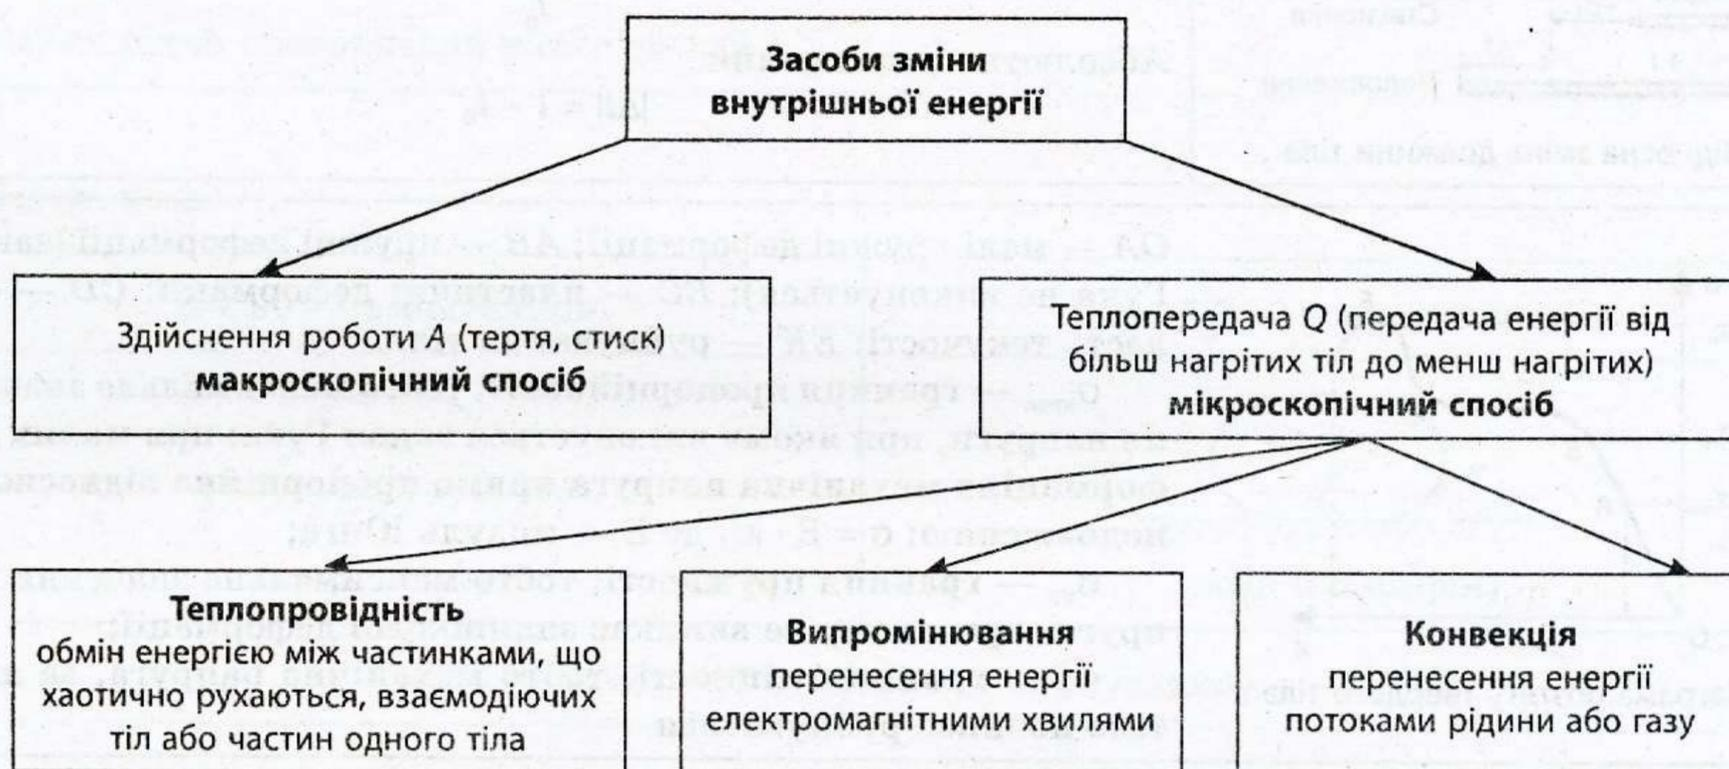 Засоби зміни
внутрішньої енергії
Здійснення роботи A (тертя, стиск)
макроскопічний спосіб
Теплопередача Q (передача енергії від
більш нагрітих тіл до менш нагрітих)
мікроскопічний спосіб
Теплопровідність
обмін енергією між частинками, що
хаотично рухаються, взаємодіючих
тіл або частин одного тіла
Випромінювання
перенесення енергії
електромагнітними хвилями
Конвекція
перенесення енергії
потоками рідини або газу